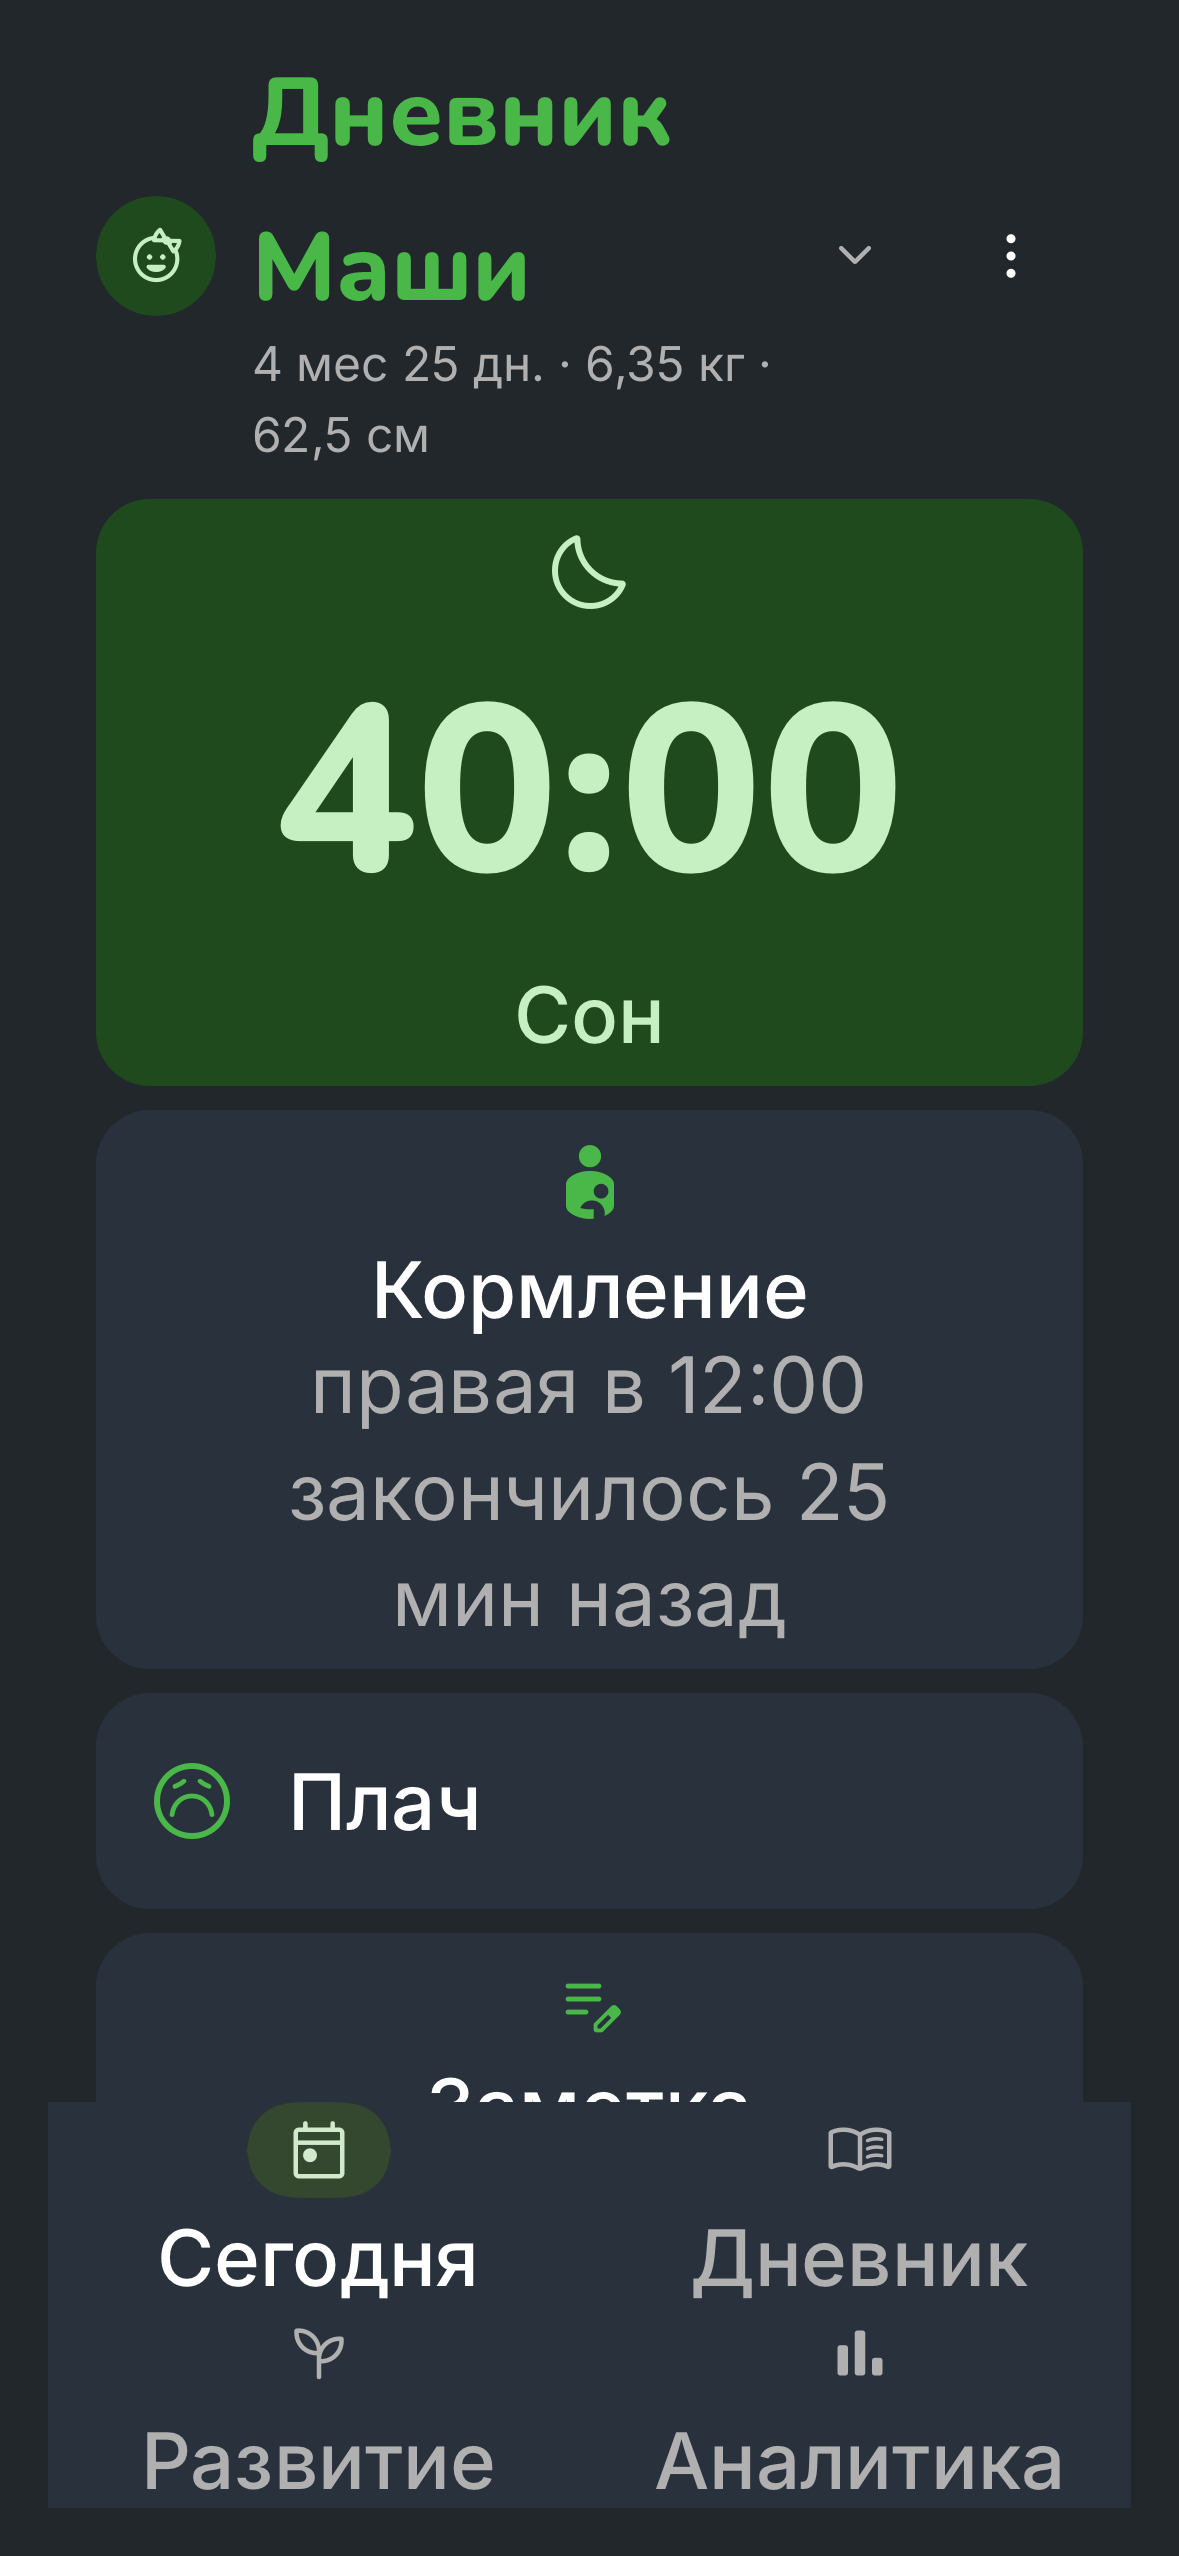 Дневник
Маши
4 мес 25 дн. · 6,35 кг ·
62,5 см
40:00
Сон
Кормление
правая в 12:00
закончилось 25
мин назад
Плач
Заметка
Сегодня
Дневник
Развитие
Аналитика